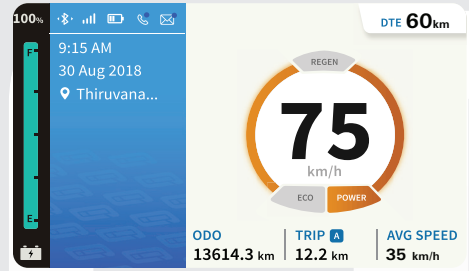 100%
F
E
9:15 AM
30 Aug 2018
Thiruvana...
DTE 60km
REGEN
75
km/h
ECO
POWER
ODO
13614.3 km
TRIP A
12.2 km
AVG SPEED
35 km/h